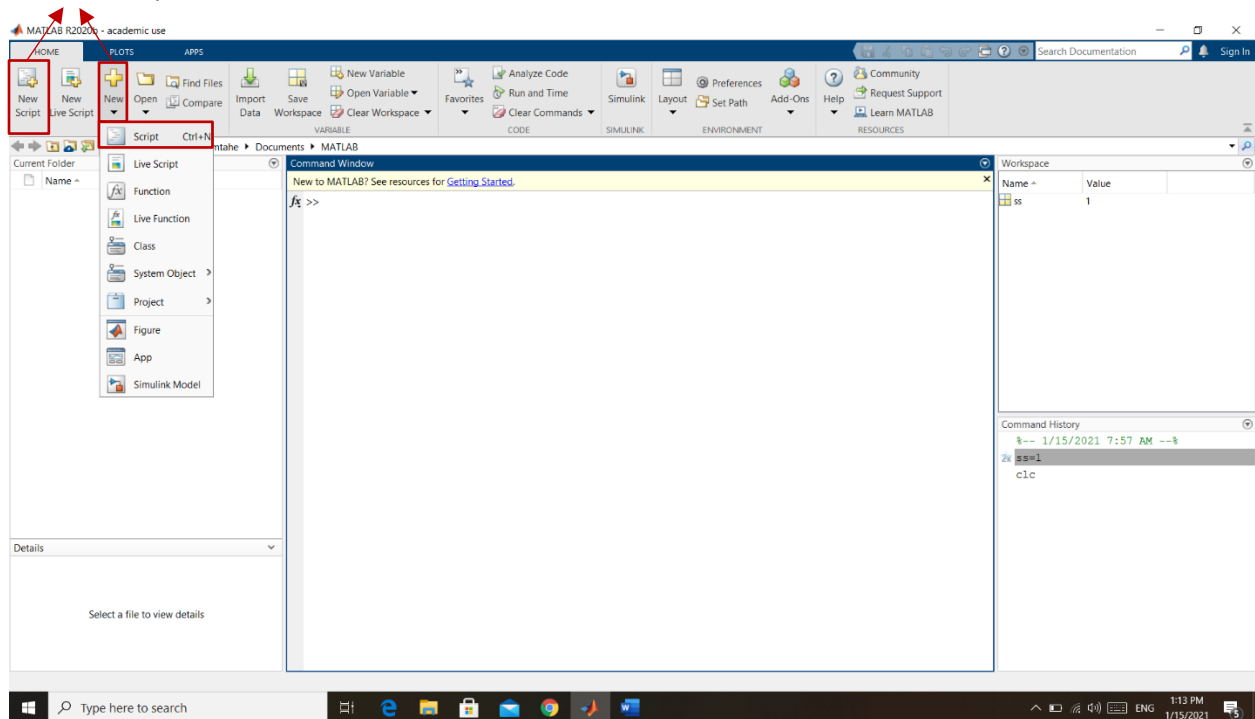 MATLAB R2020b - academic use
HOME PLOTS APPS
Search Documentation
Sign In
New Script
New Live Script
New
Open
Find Files
Compare
Import Data
Save Workspace
New Variable
Open Variable
Clear Workspace
Favorites
Analyze Code
Run and Time
Clear Commands
Simulink
Layout
Preferences
Set Path
Add-Ons
Help
Community
Request Support
Learn MATLAB
VARIABLE CODE SIMULINK ENVIRONMENT RESOURCES
Script Ctrl+N
Live Script
Function
Live Function
Class
System Object
Project
Figure
App
Simulink Model
Documents MATLAB
Current Folder
Name
Command Window
New to MATLAB? See resources for Getting Started.
fx >>
Workspace
Name Value
ss 1
Command History
%-- 1/15/2021 7:57 AM --%
ss=1
clc
Details
Select a file to view details
Type here to search
ENG
1:13 PM
1/15/2021
5